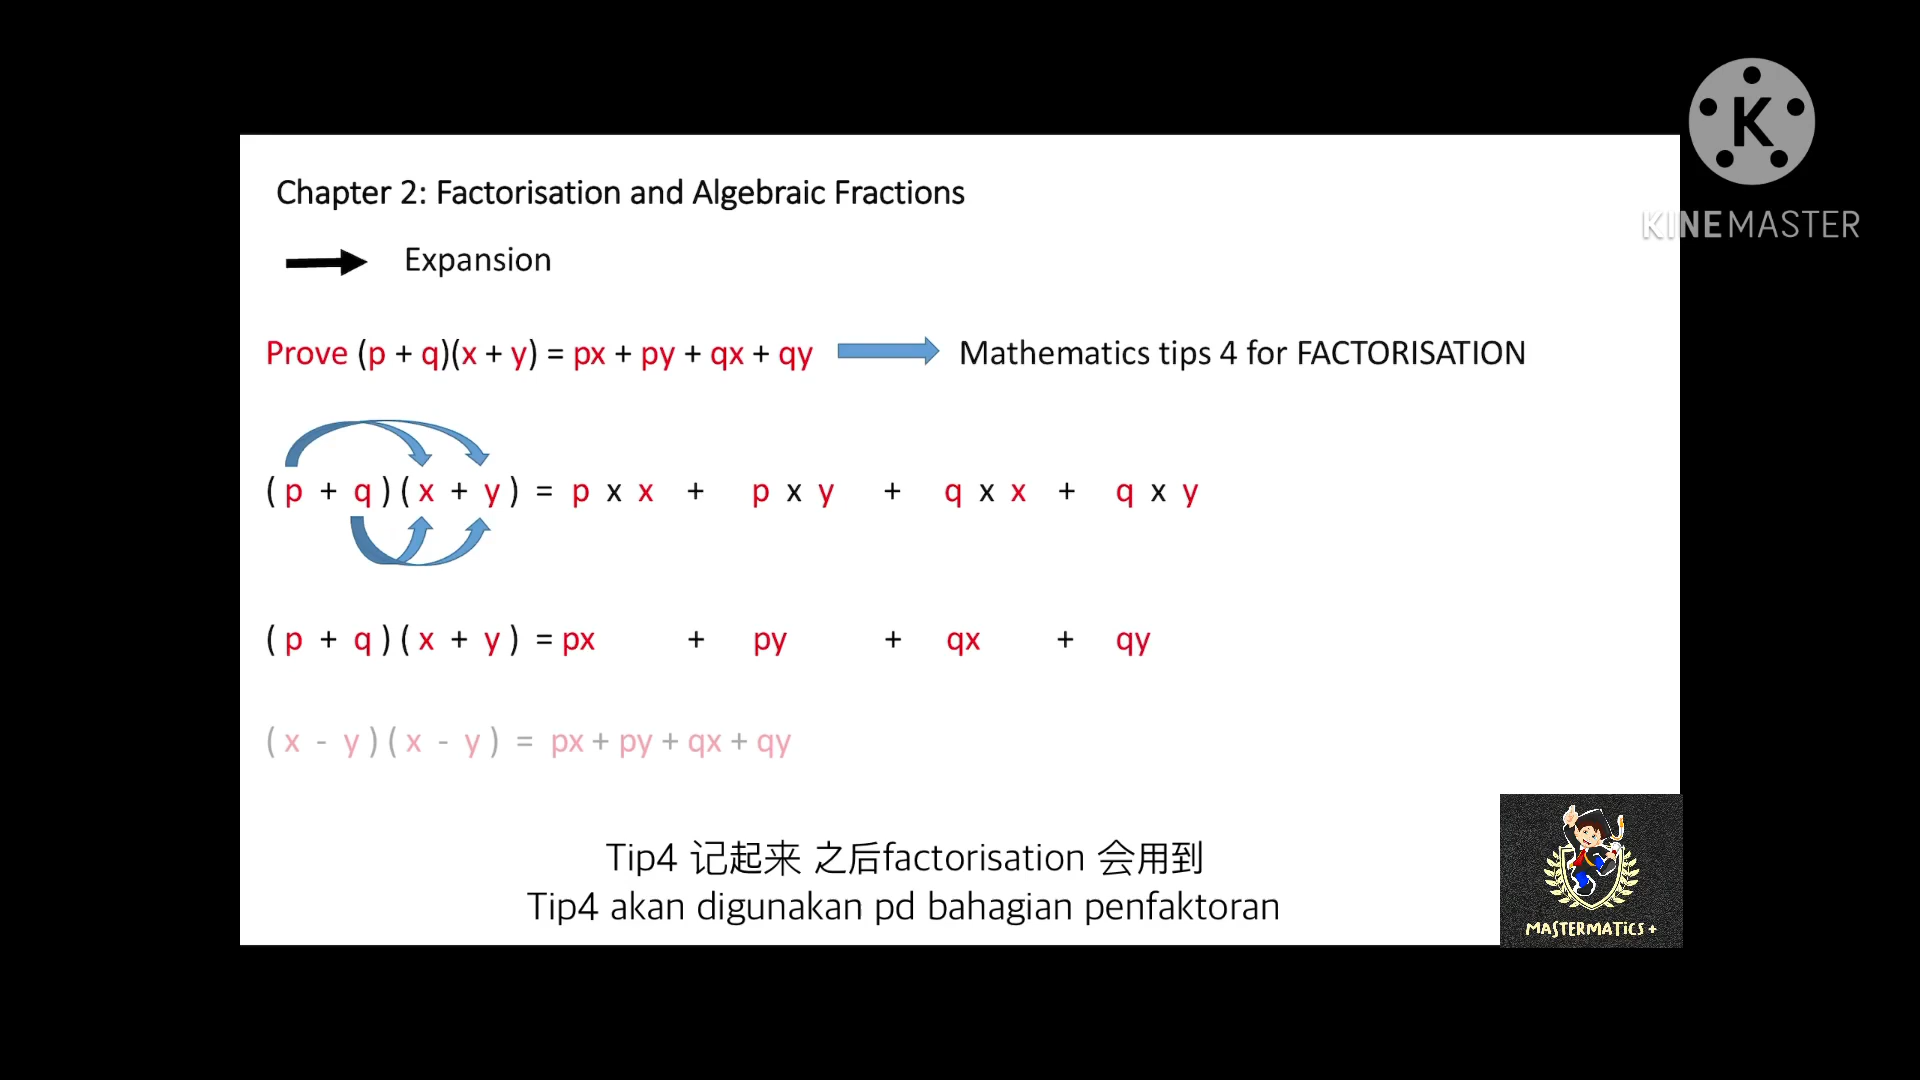 K
KINEMASTER
Chapter 2: Factorisation and Algebraic Fractions
Expansion
Prove (p + q)(x + y) = px + py + qx + qy
Mathematics tips 4 for FACTORISATION
( p + q ) ( x + y ) = p x x + p x y + q x x + q x y
( p + q ) ( x + y ) = px + py + qx + qy
( x - y ) ( x - y ) = px + py + qx + qy
Tip4 记起来 之后factorisation 会用到
Tip4 akan digunakan pd bahagian penfaktoran
MASTERMATiCS +